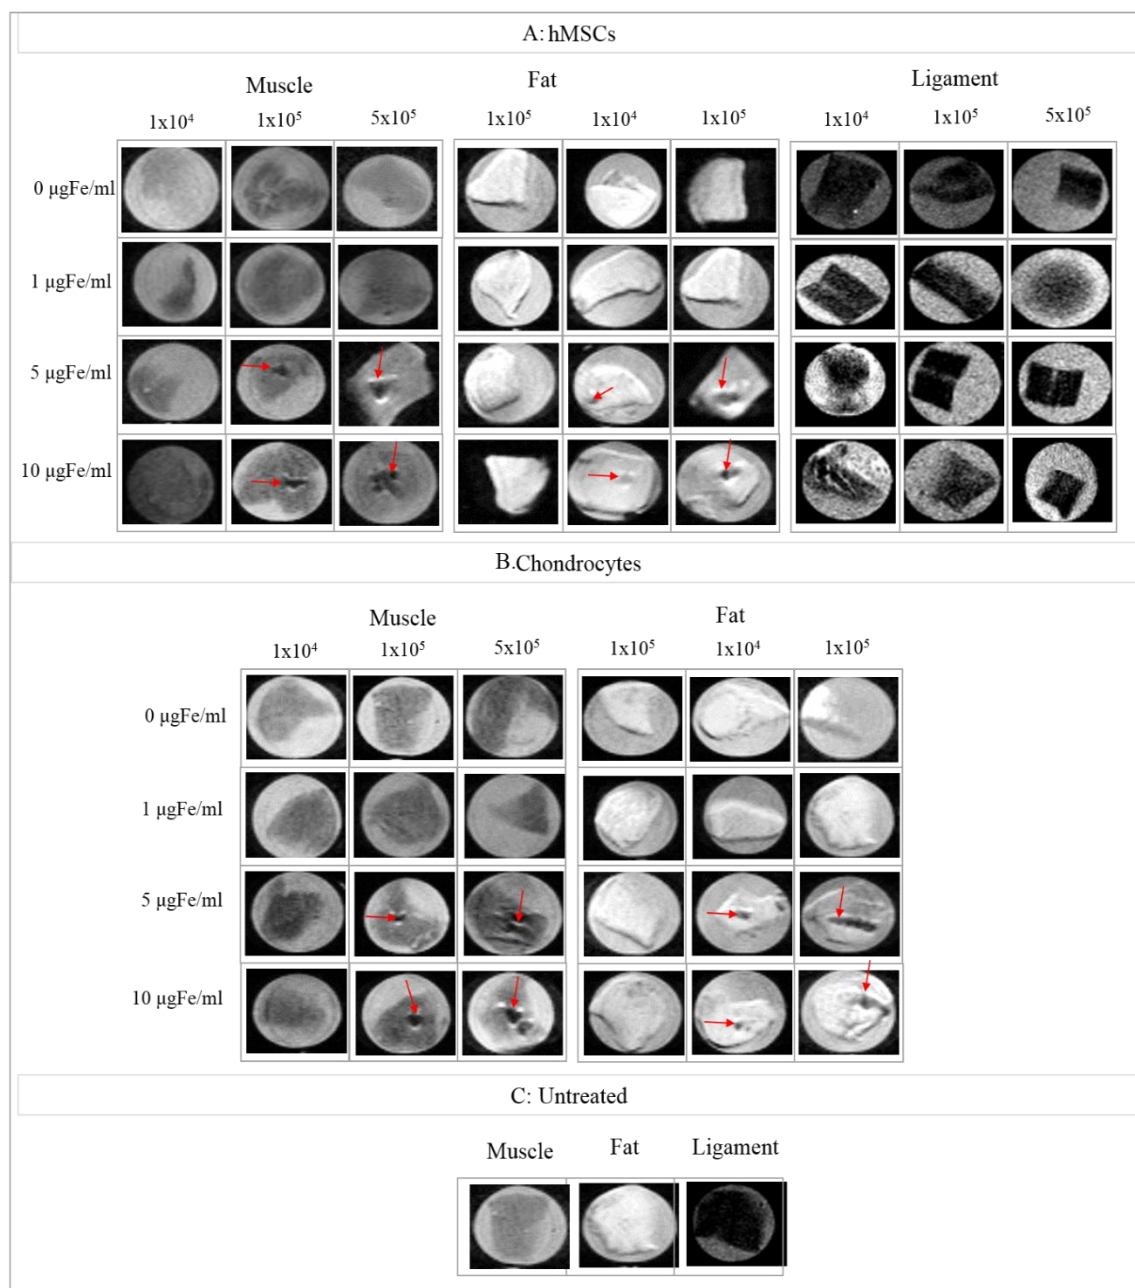 A: hMSCs
Muscle Fat Ligament
1x10⁴ 1x10⁵ 5x10⁵ 1x10⁵ 1x10⁴ 1x10⁵ 1x10⁴ 1x10⁵ 5x10⁵
0 µgFe/ml
1 µgFe/ml
5 µgFe/ml
10 µgFe/ml
B.Chondrocytes
Muscle Fat
1x10⁴ 1x10⁵ 5x10⁵ 1x10⁵ 1x10⁴ 1x10⁵
0 µgFe/ml
1 µgFe/ml
5 µgFe/ml
10 µgFe/ml
C: Untreated
Muscle Fat Ligament